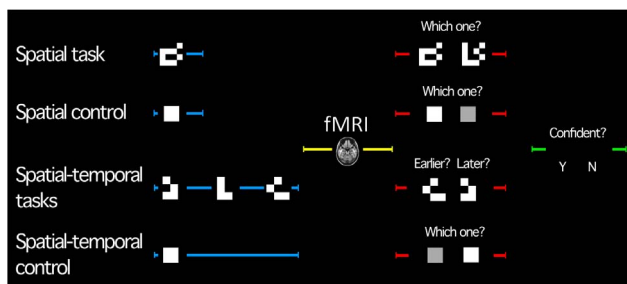 Which one?
Spatial task
Which one?
Spatial control
fMRI
Confident?
Y N
Earlier? Later?
Spatial-temporal
tasks
Which one?
Spatial-temporal
control